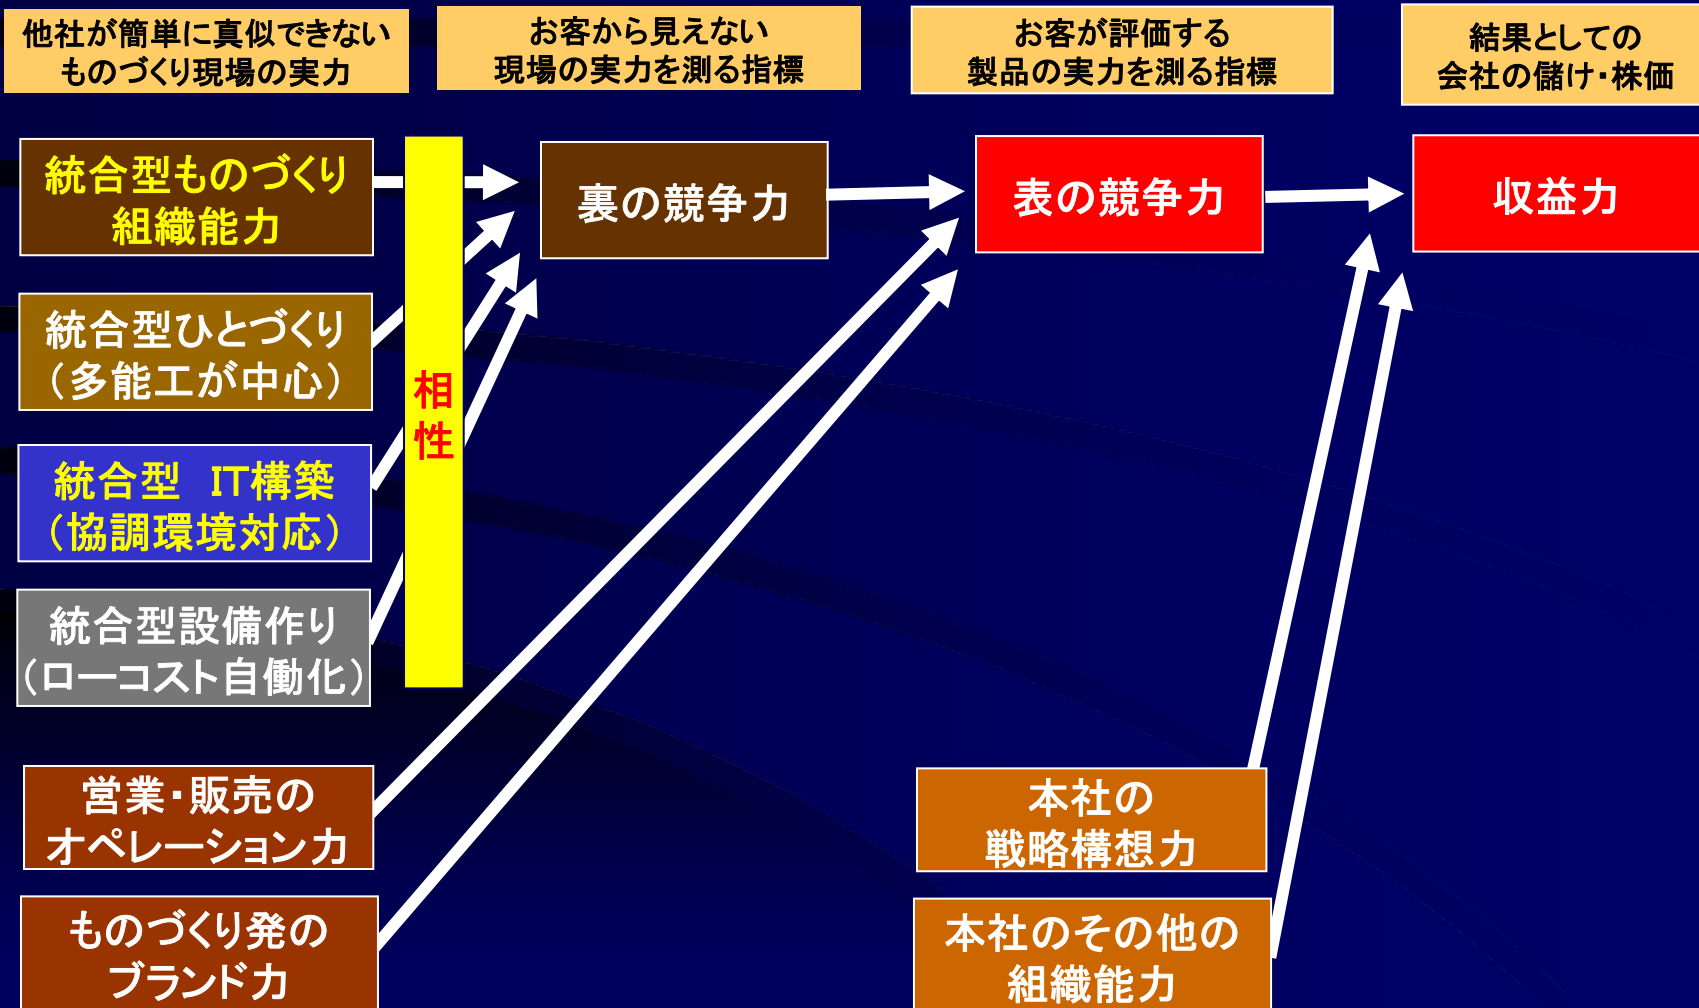 他社が簡単に真似できない
ものづくり現場の実力
お客から見えない
現場の実力を測る指標
お客が評価する
製品の実力を測る指標
結果としての
会社の儲け・株価
統合型ものづくり
組織能力
裏の競争力
表の競争力
収益力
統合型ひとづくり
（多能工が中心）
相
性
統合型　IT構築
（協調環境対応）
統合型設備作り
（ローコスト自働化）
営業・販売の
オペレーション力
本社の
戦略構想力
ものづくり発の
ブランド力
本社のその他の
組織能力